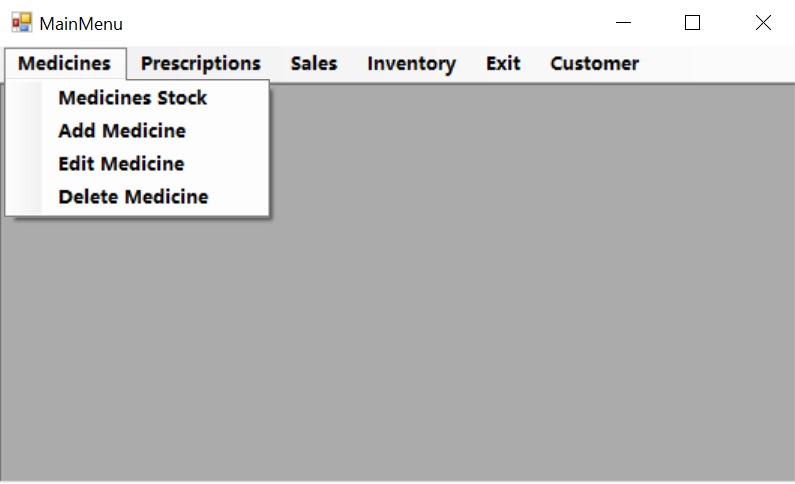 MainMenu
Medicines Prescriptions Sales Inventory Exit Customer
Medicines Stock
Add Medicine
Edit Medicine
Delete Medicine